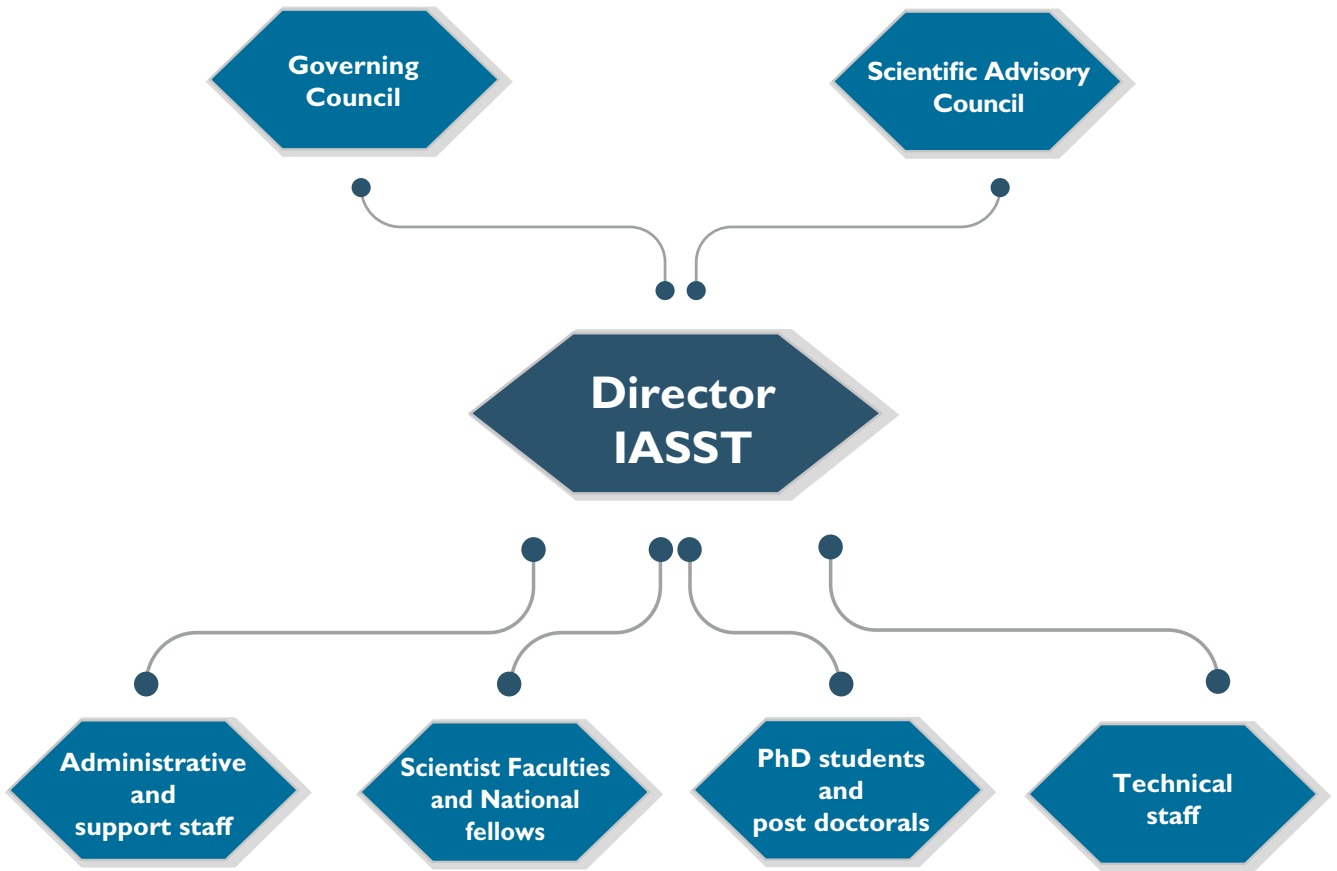 Governing
Council
Scientific Advisory
Council
Director
IASST
Administrative
and
support staff
Scientist Faculties
and National
fellows
PhD students
and
post doctorals
Technical
staff